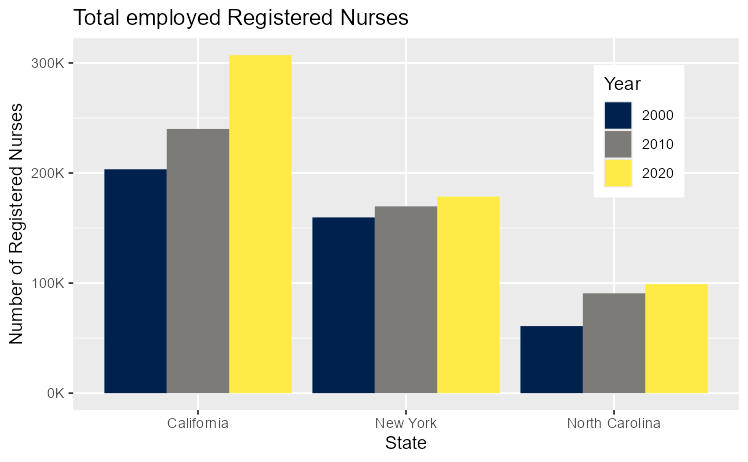 Total employed Registered Nurses
Number of Registered Nurses
300K
200K
100K
0K
Year
2000
2010
2020
California
New York
North Carolina
State